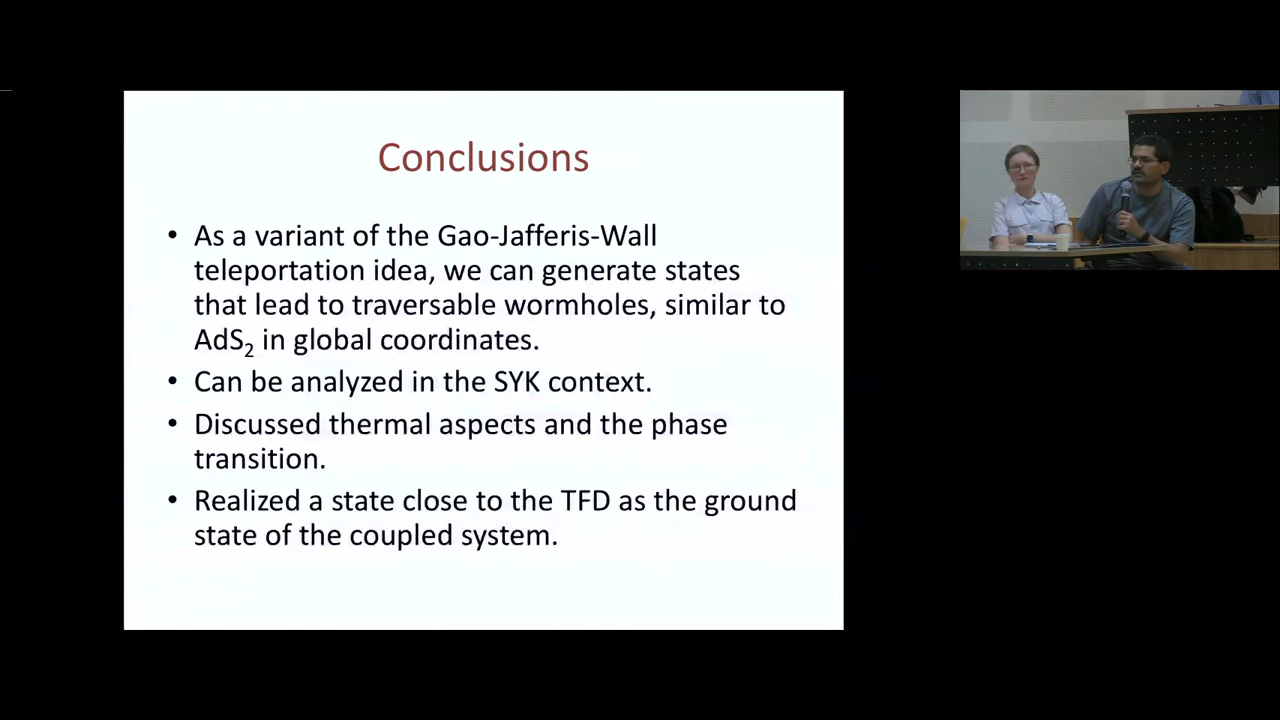 Conclusions
• As a variant of the Gao-Jafferis-Wall
teleportation idea, we can generate states
that lead to traversable wormholes, similar to
AdS₂ in global coordinates.
• Can be analyzed in the SYK context.
• Discussed thermal aspects and the phase
transition.
• Realized a state close to the TFD as the ground
state of the coupled system.